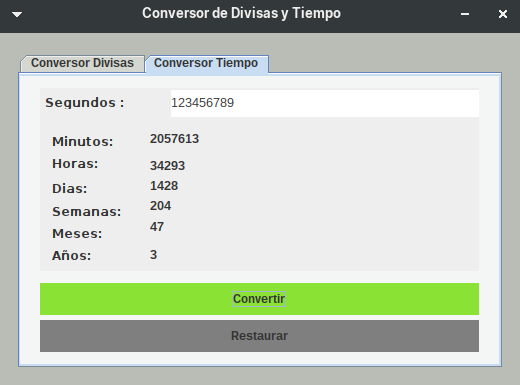 Conversor de Divisas y Tiempo
Conversor Divisas Conversor Tiempo
Segundos : 123456789
Minutos: 2057613
Horas: 34293
Dias: 1428
Semanas: 204
Meses: 47
Años: 3
Convertir
Restaurar